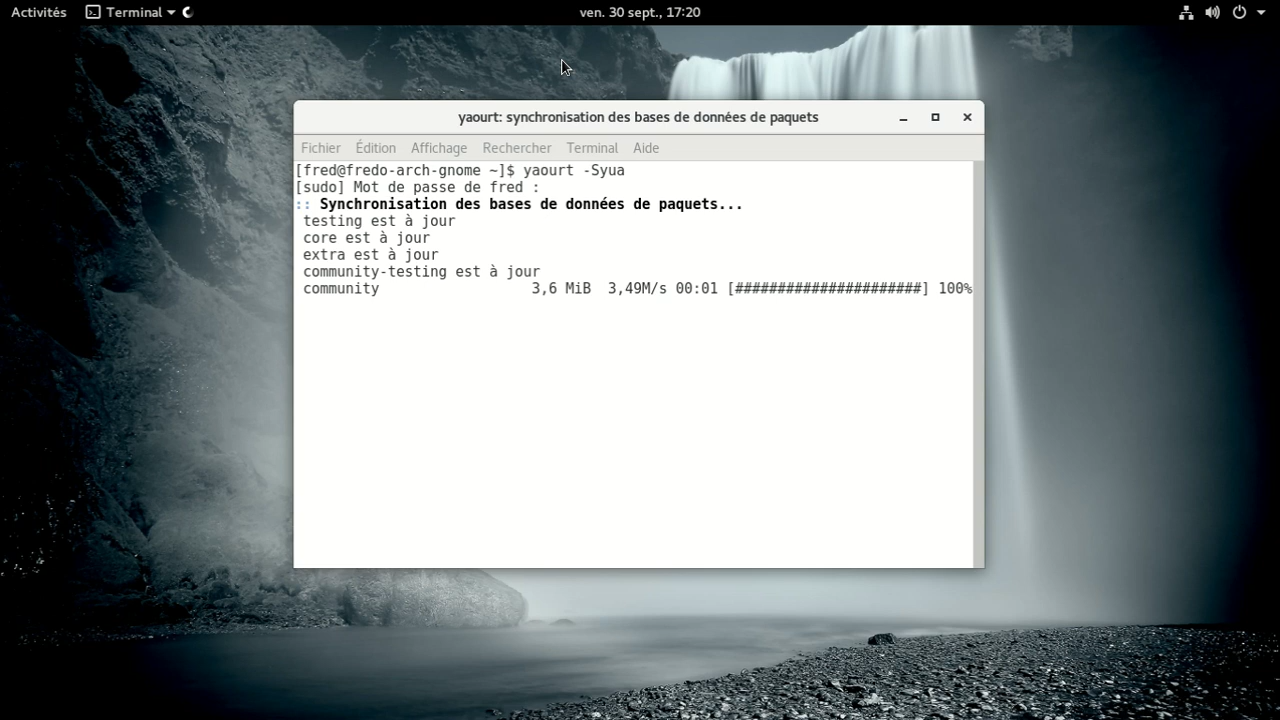 Activités Terminal ven. 30 sept., 17:20
yaourt: synchronisation des bases de données de paquets
Fichier Édition Affichage Rechercher Terminal Aide
[fred@fredo-arch-gnome ~]$ yaourt -Syua
[sudo] Mot de passe de fred :
:: Synchronisation des bases de données de paquets...
testing est à jour
core est à jour
extra est à jour
community-testing est à jour
community 3,6 MiB 3,49M/s 00:01 [######################] 100%